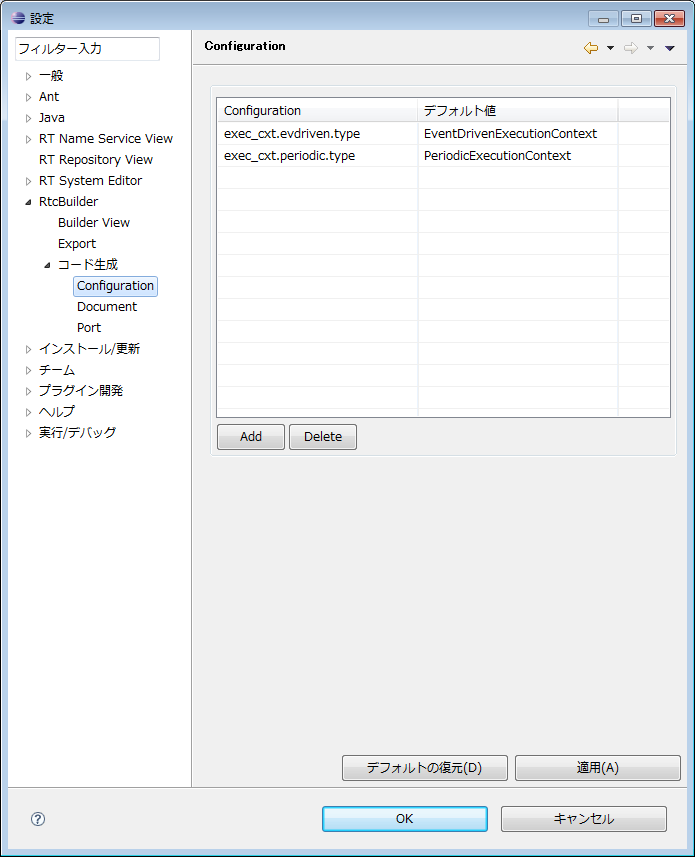 設定
フィルター入力
一般
Ant
Java
RT Name Service View
RT Repository View
RT System Editor
RtcBuilder
Builder View
Export
コード生成
Configuration
Document
Port
インストール/更新
チーム
プラグイン開発
ヘルプ
実行/デバッグ
Configuration
Configuration デフォルト値
exec_cxt.evdriven.type EventDrivenExecutionContext
exec_cxt.periodic.type PeriodicExecutionContext
Add Delete
デフォルトの復元(D) 適用(A)
? OK キャンセル